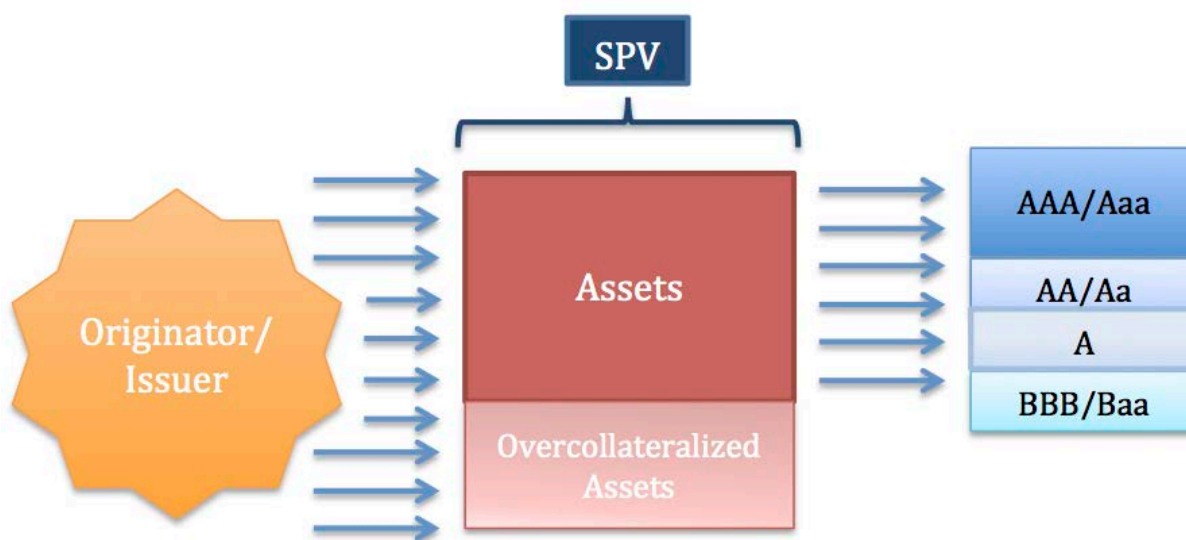 SPV
Originator/
Issuer
Assets
Overcollateralized
Assets
AAA/Aaa
AA/Aa
A
BBB/Baa